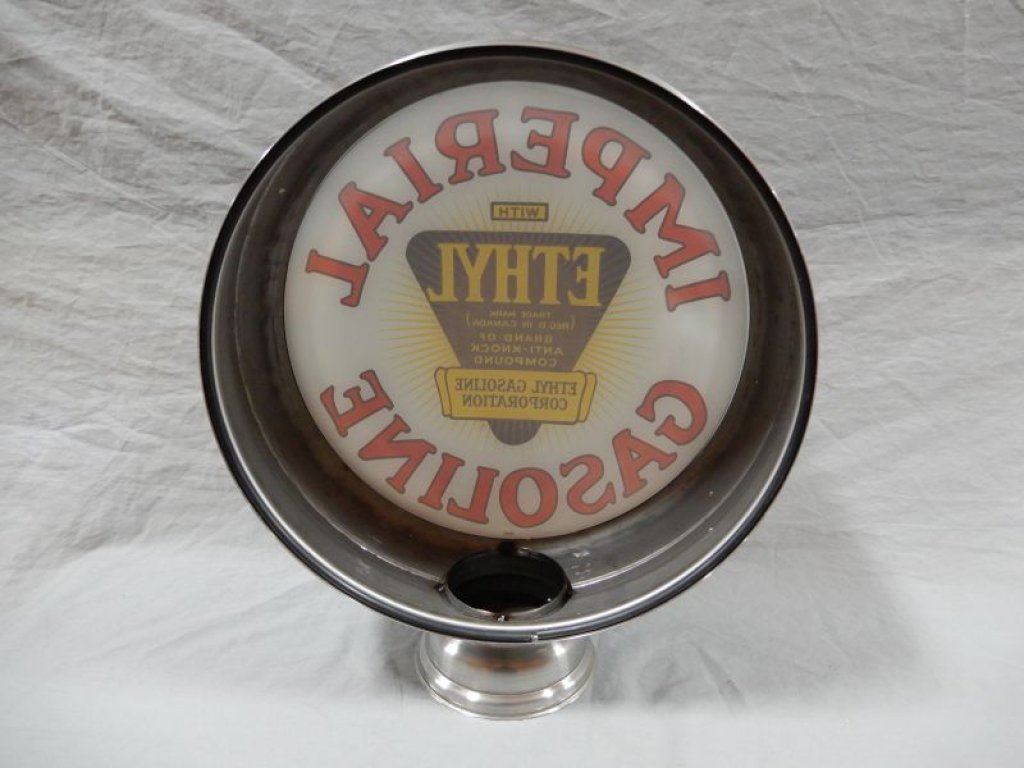 IMPERIAL
WITH
ETHYL
TRADE MARK
(REG'D IN CANADA)
BRAND OF
ANTI-KNOCK
COMPOUND
ETHYL GASOLINE
CORPORATION
GASOLINE